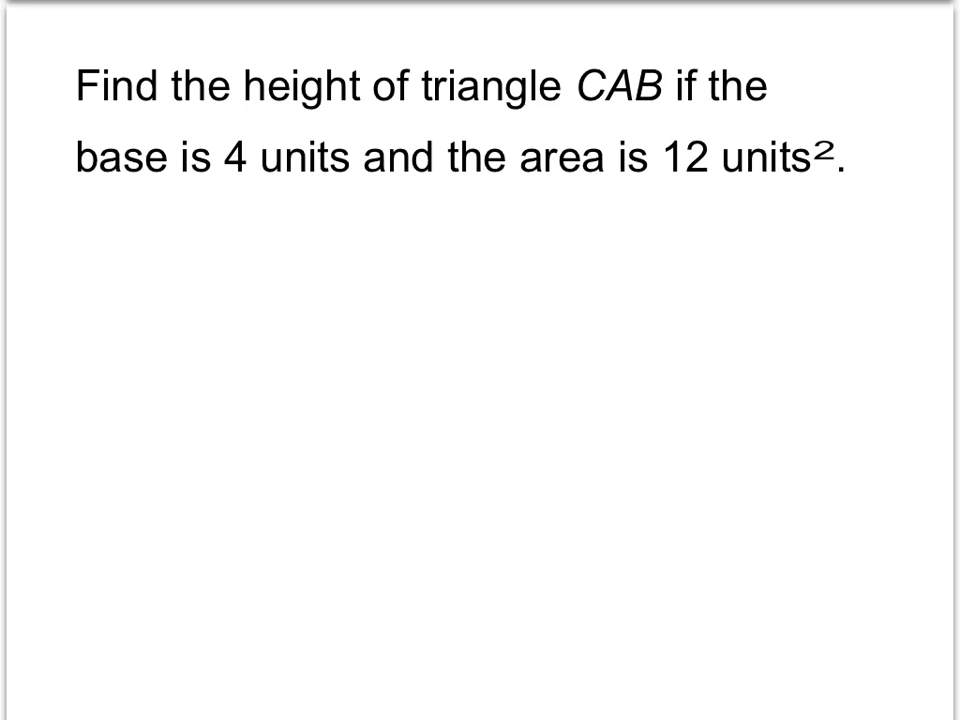 Find the height of triangle CAB if the
base is 4 units and the area is 12 units².